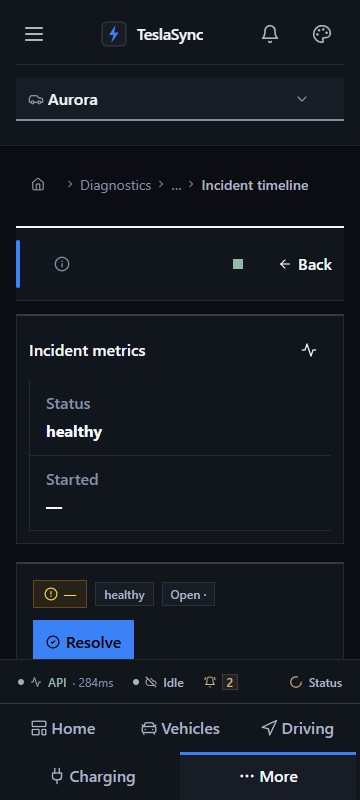 TeslaSync
Aurora
Diagnostics ... Incident timeline
Back
Incident metrics
Status
healthy
Started
—
— healthy Open ·
Resolve
API · 284ms Idle 2 Status
Home Vehicles Driving
Charging More